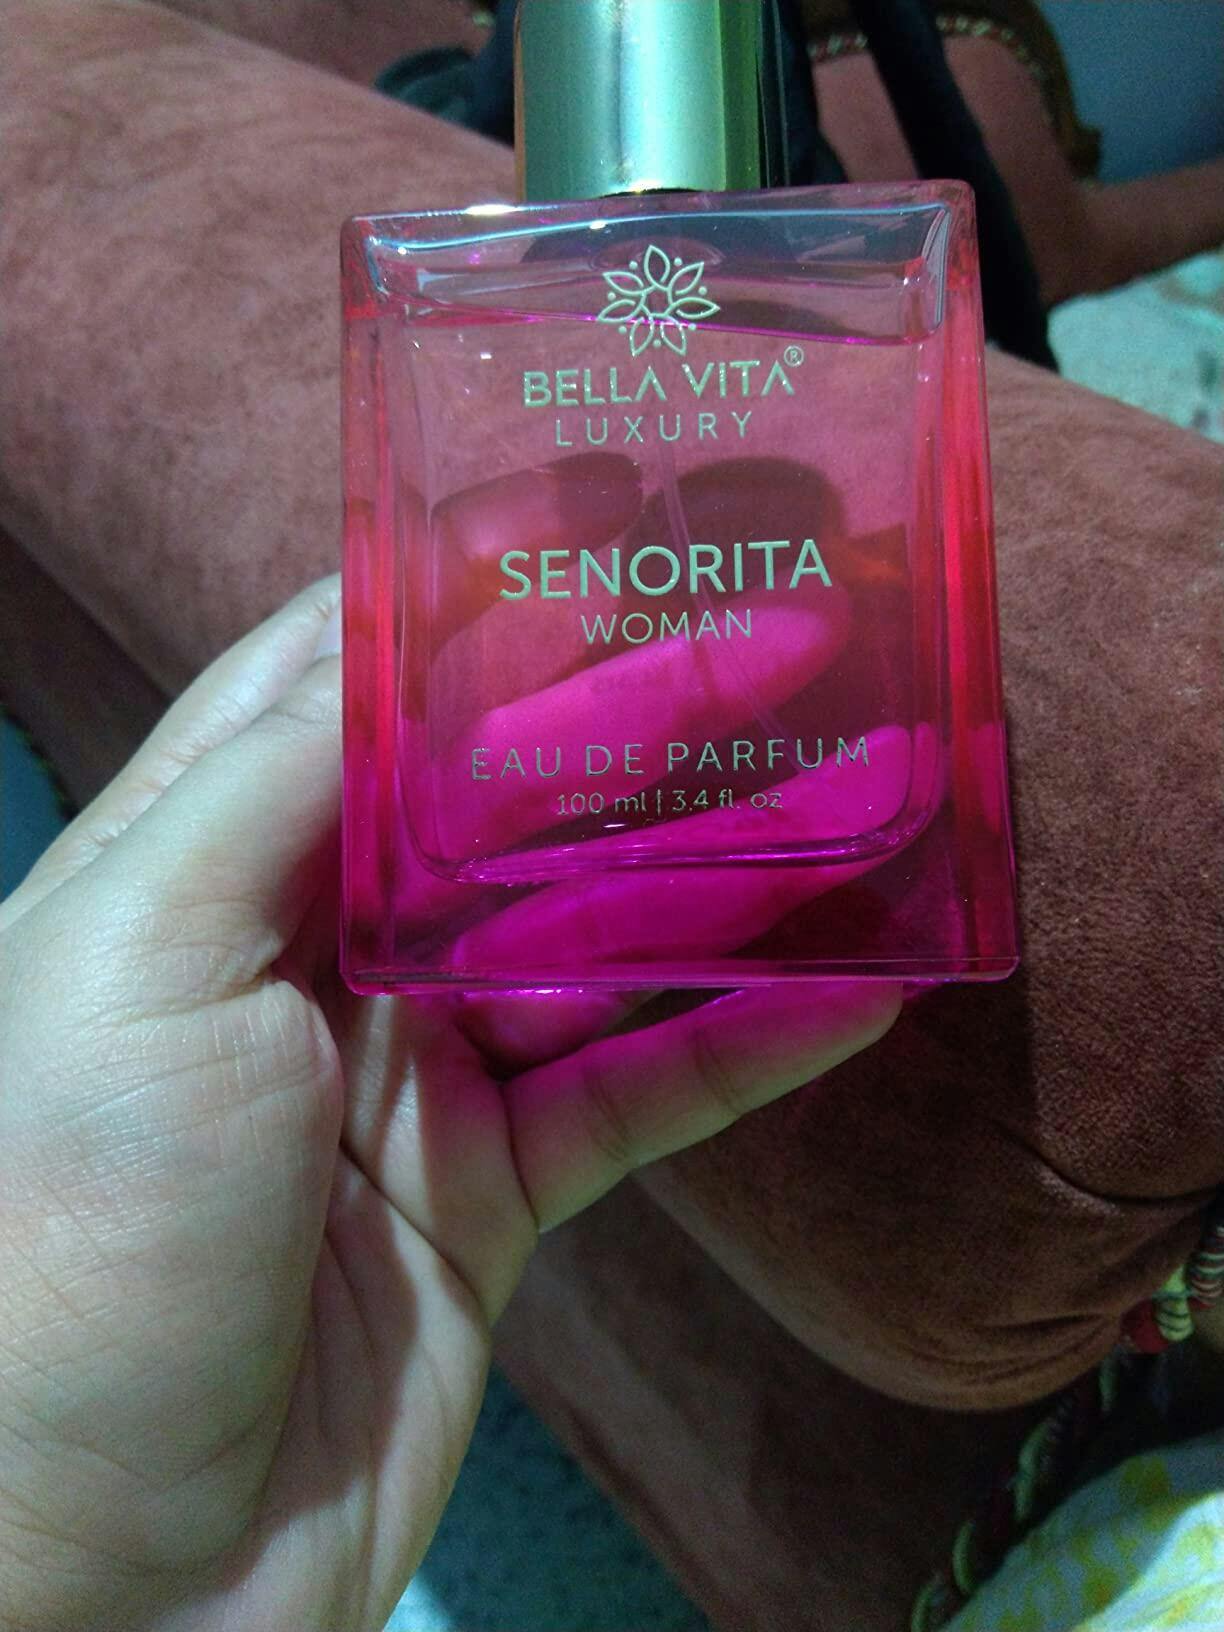 BELLA VITA®
LUXURY
SENORITA
WOMAN
EAU DE PARFUM
100 ml | 3.4 fl. oz